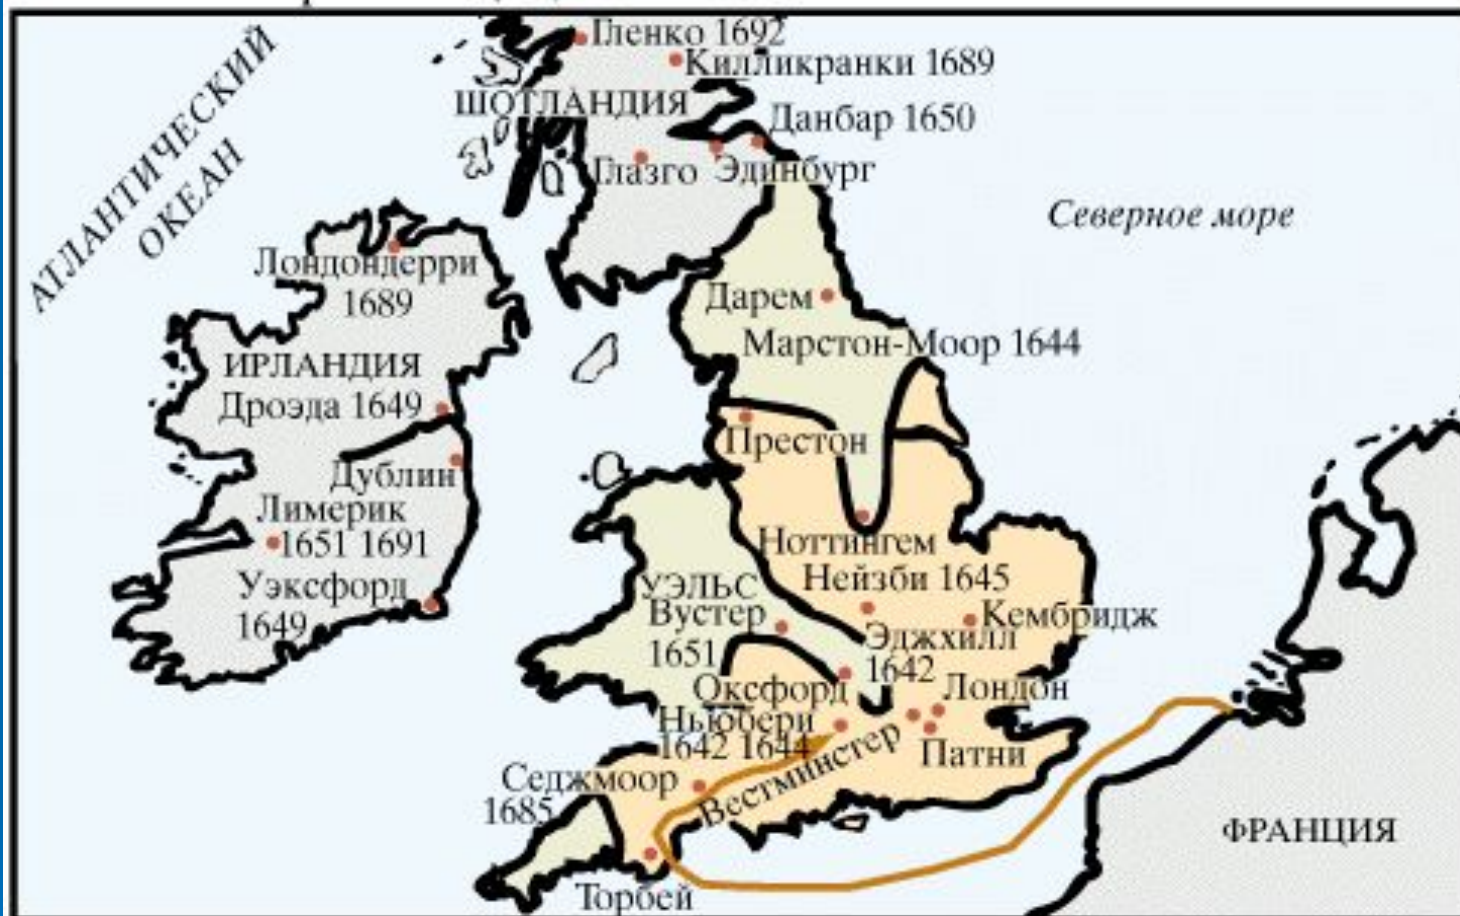 Гленко 1692
Килликранки 1689
ШОТЛАНДИЯ
Данбар 1650
Глазго
Эдинбург
АТЛАНТИЧЕСКИЙ
ОКЕАН
Северное море
Лондондерри
1689
Дарем
Марстон-Моор 1644
ИРЛАНДИЯ
Дроэда 1649
Престон
Дублин
Лимерик
1651 1691
Ноттингем
Нейзби 1645
Уэксфорд
1649
УЭЛЬС
Вустер
1651
Кембридж
Эджхилл
1642
Оксфорд
Лондон
Ньюбери
1642 1644
Вестминстер
Патни
Седжмоор
1685
ФРАНЦИЯ
Торбей